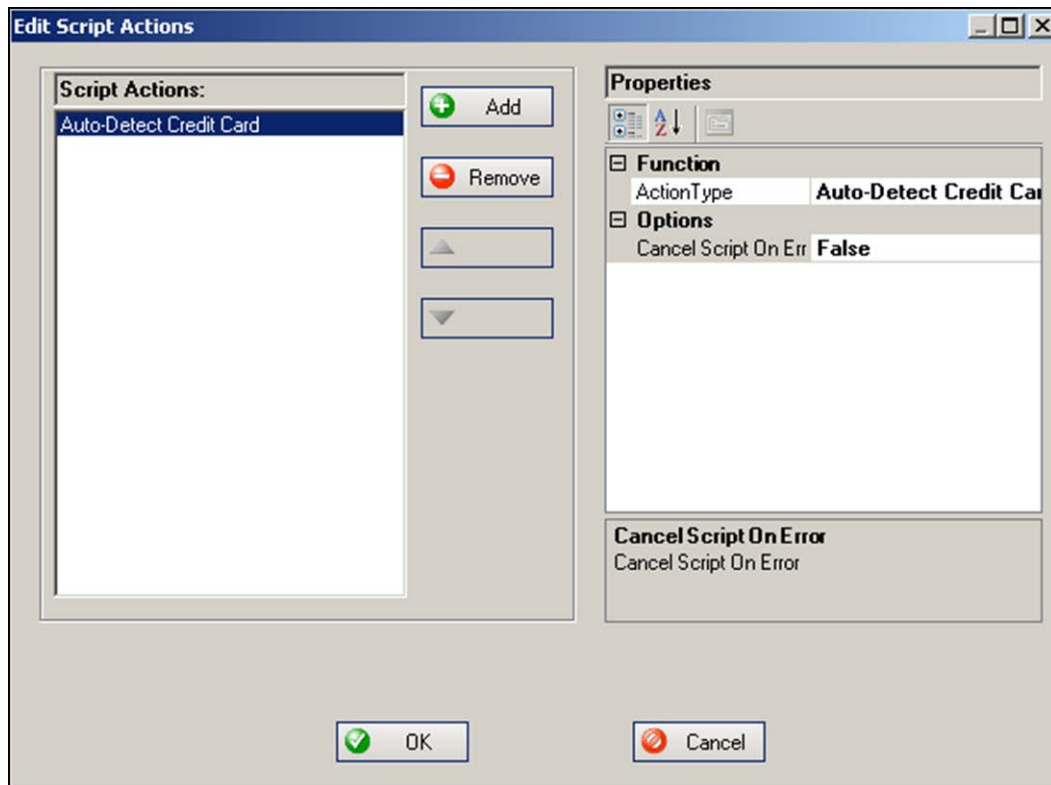 Edit Script Actions
Script Actions:
Auto-Detect Credit Card
Add
Remove
Properties
A
Z
Function
ActionType Auto-Detect Credit Car
Options
Cancel Script On Err False
Cancel Script On Error
Cancel Script On Error
OK
Cancel